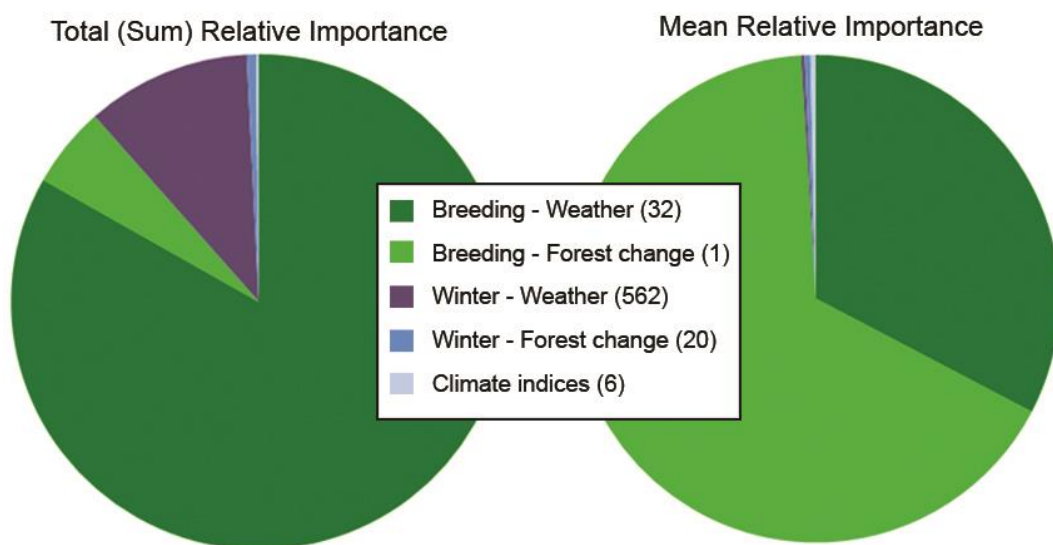 Total (Sum) Relative Importance
Mean Relative Importance
Breeding - Weather (32)
Breeding - Forest change (1)
Winter - Weather (562)
Winter - Forest change (20)
Climate indices (6)